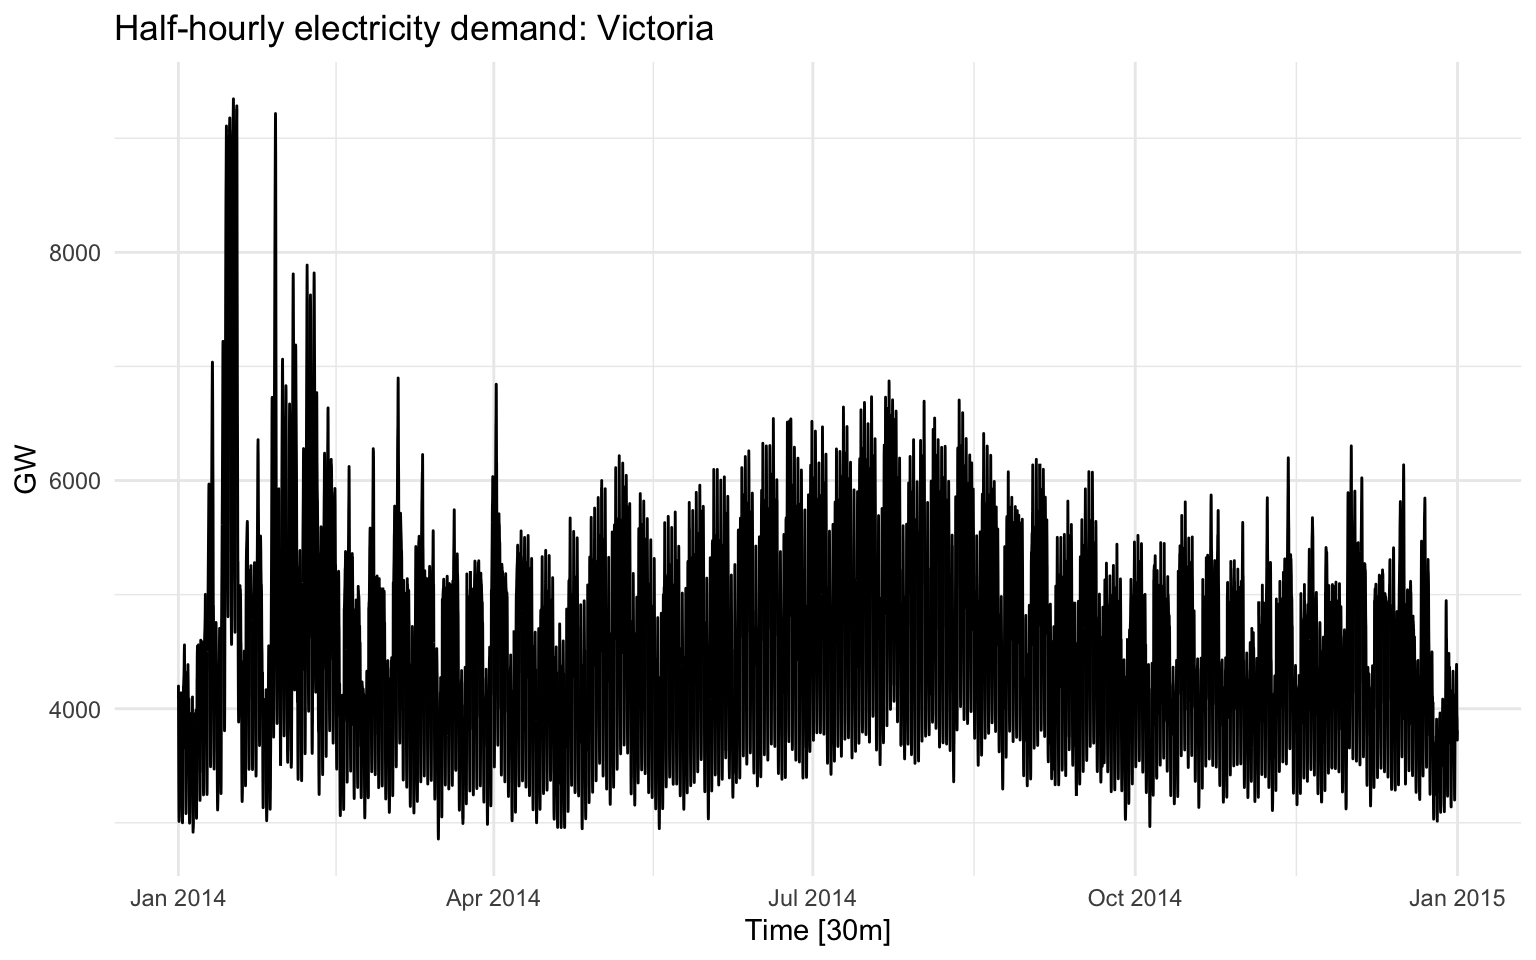 Half-hourly electricity demand: Victoria
GW
8000
6000
4000
Jan 2014
Apr 2014
Jul 2014
Oct 2014
Jan 2015
Time [30m]